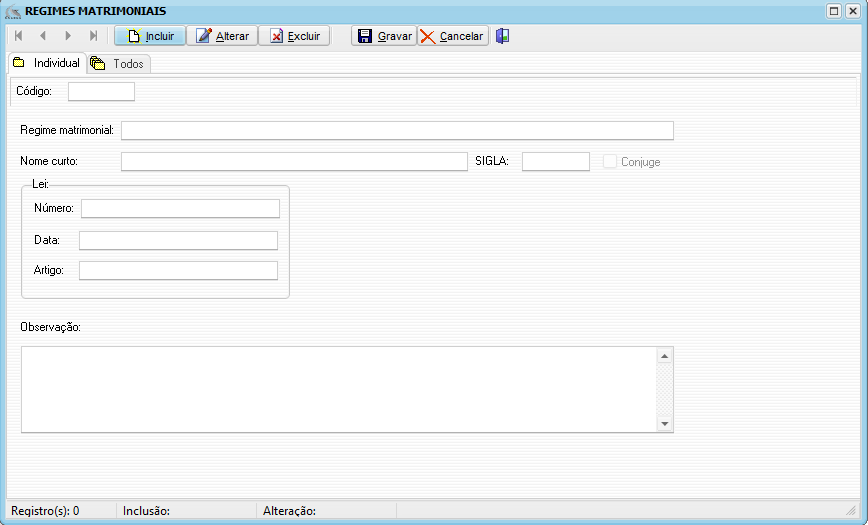 REGIMES MATRIMONIAIS
Incluir Alterar Excluir Gravar Cancelar
Individual Todos
Código:
Regime matrimonial:
Nome curto: SIGLA: Conjuge
Lei:
Número:
Data:
Artigo:
Observação:
Registro(s): 0 Inclusão: Alteração: